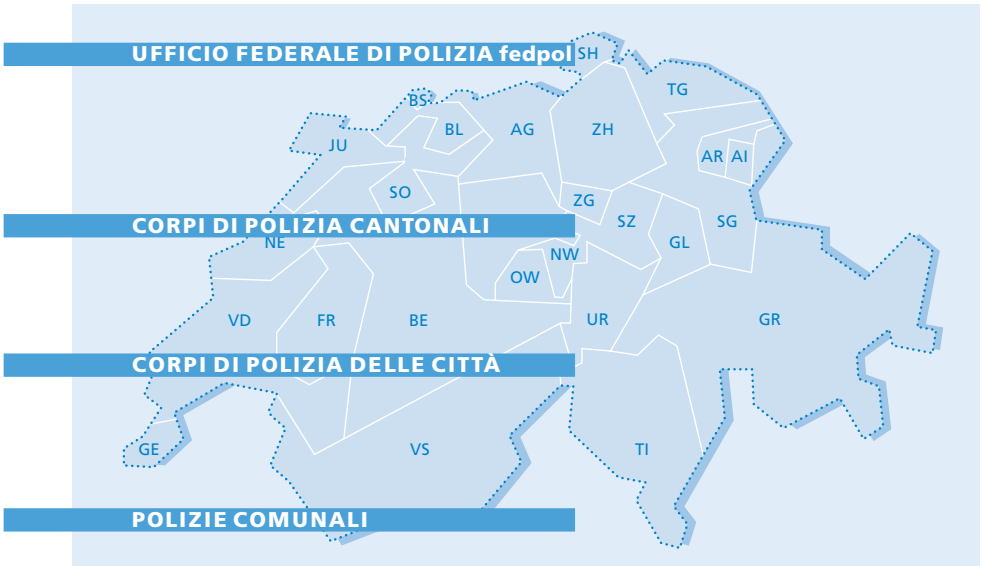 UFFICIO FEDERALE DI POLIZIA fedpol
SH
TG
BS
BL
AG
ZH
JU
AR AI
SO
ZG
SZ
SG
CORPI DI POLIZIA CANTONALI
NE
GL
NW
OW
VD
FR
BE
UR
GR
CORPI DI POLIZIA DELLE CITTÀ
GE
VS
TI
POLIZIE COMUNALI